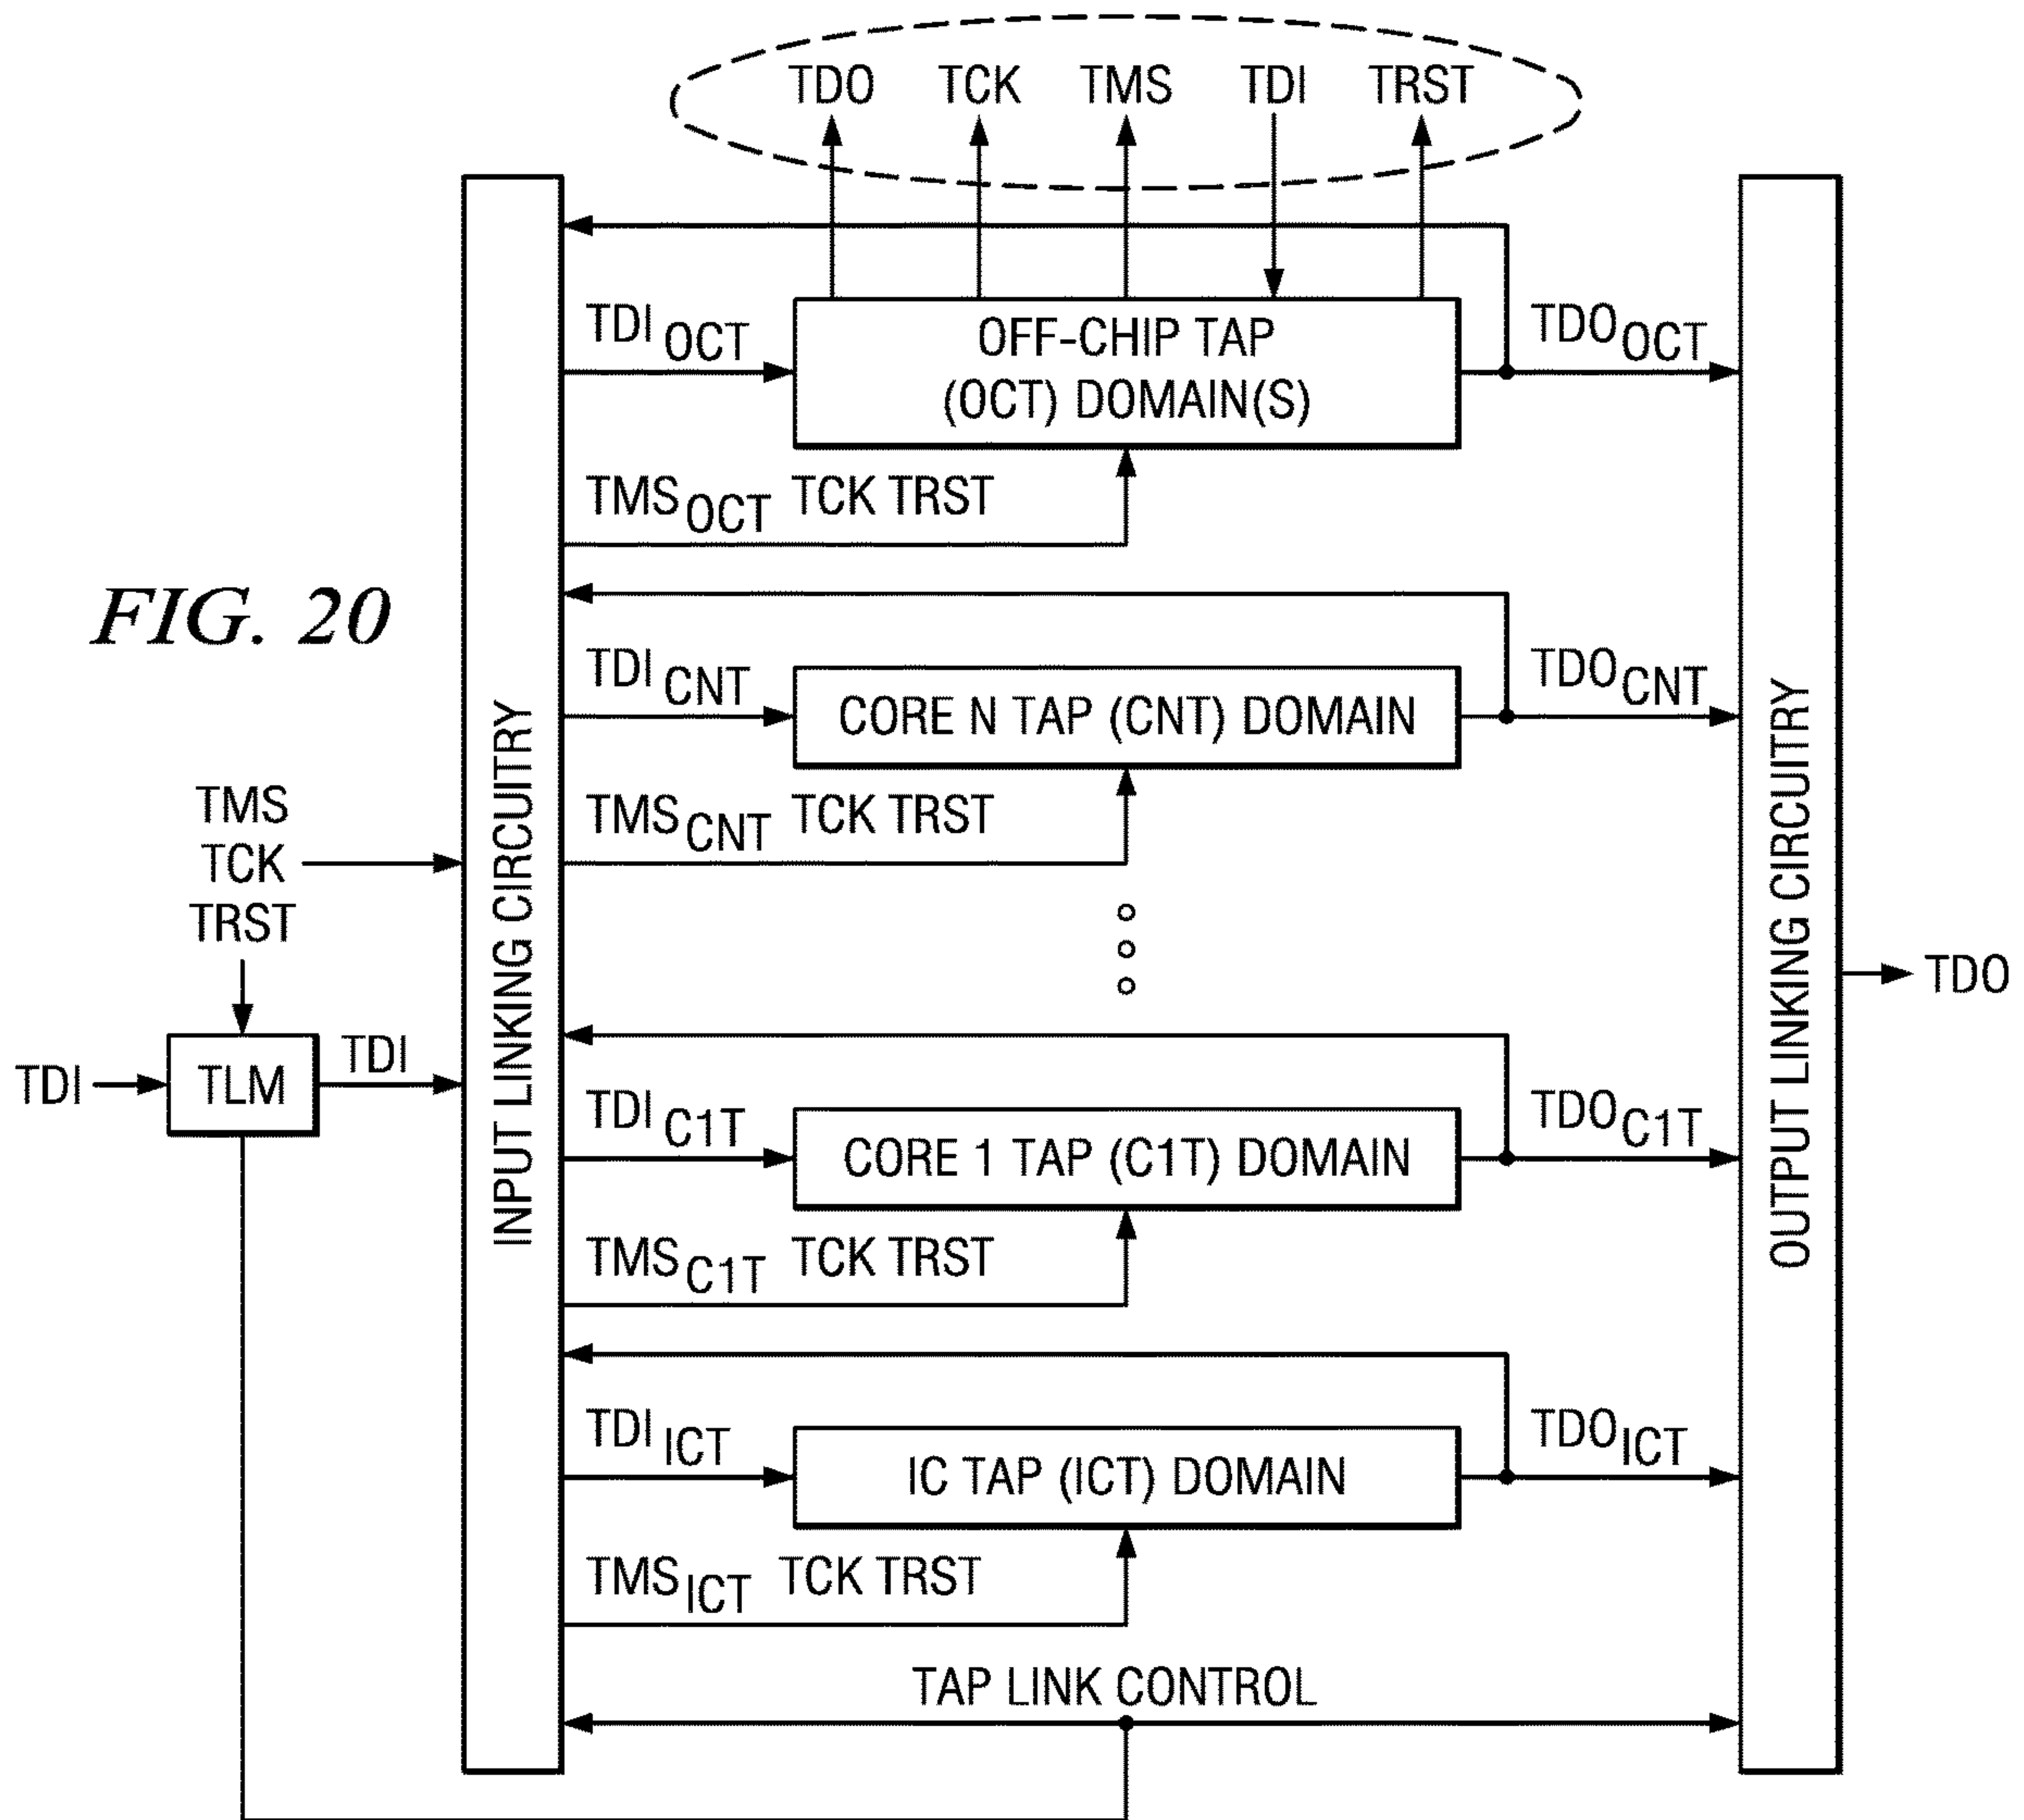 TDO TCK TMS TDI TRST
TDI OCT
OFF-CHIP TAP
(OCT) DOMAIN(S)
TDO OCT
TMS OCT TCK TRST
FIG. 20
TDI CNT
CORE N TAP (CNT) DOMAIN
TDO CNT
TMS CNT TCK TRST
TMS
TCK
TRST
INPUT LINKING CIRCUITRY
OUTPUT LINKING CIRCUITRY
TDO
TDI
TLM
TDI
TDI C1T
CORE 1 TAP (C1T) DOMAIN
TDO C1T
TMS C1T TCK TRST
TDI ICT
IC TAP (ICT) DOMAIN
TDO ICT
TMS ICT TCK TRST
TAP LINK CONTROL